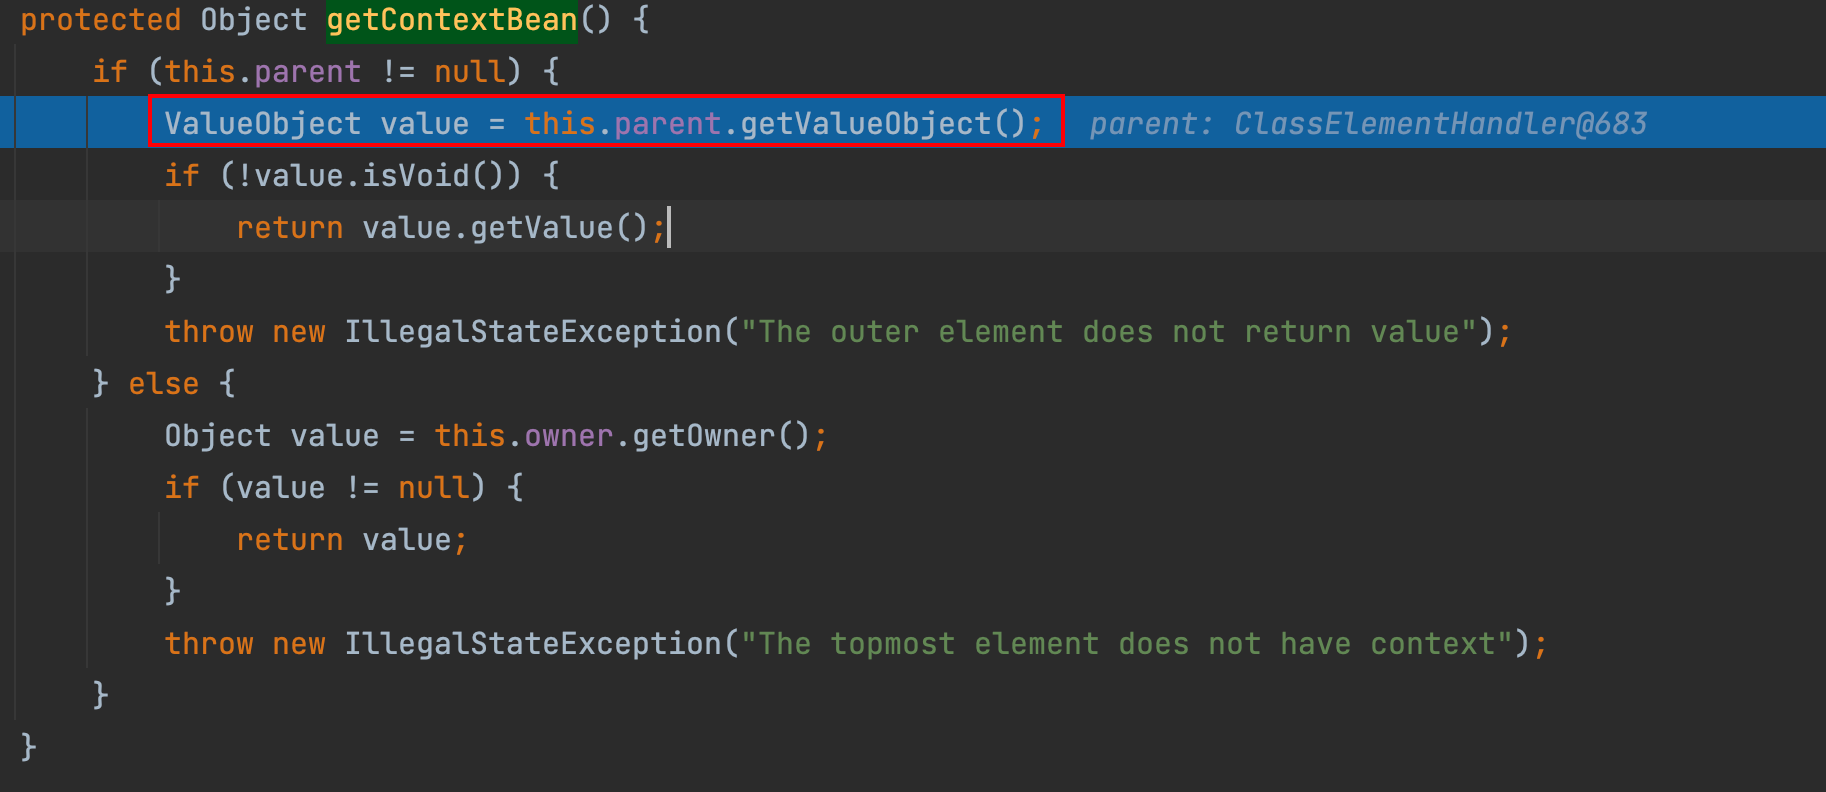 protected Object getContextBean() {
if (this.parent != null) {
ValueObject value = this.parent.getValueObject(); parent: ClassElementHandler@683
if (!value.isVoid()) {
return value.getValue();
}
throw new IllegalStateException("The outer element does not return value");
} else {
Object value = this.owner.getOwner();
if (value != null) {
return value;
}
throw new IllegalStateException("The topmost element does not have context");
}
}